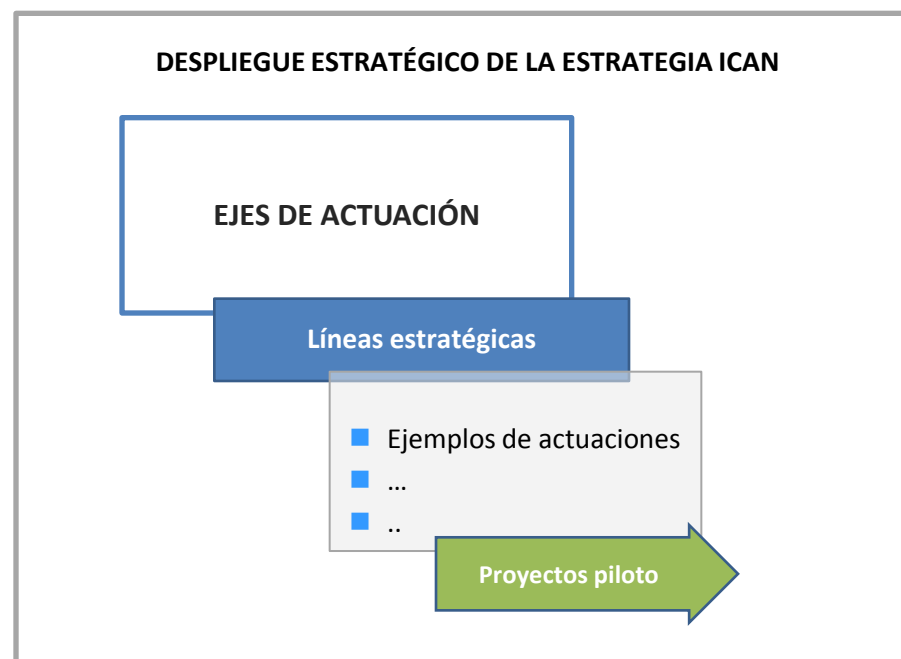 DESPLIEGUE ESTRATÉGICO DE LA ESTRATEGIA ICAN
EJES DE ACTUACIÓN
Líneas estratégicas
Ejemplos de actuaciones
...
..
Proyectos piloto